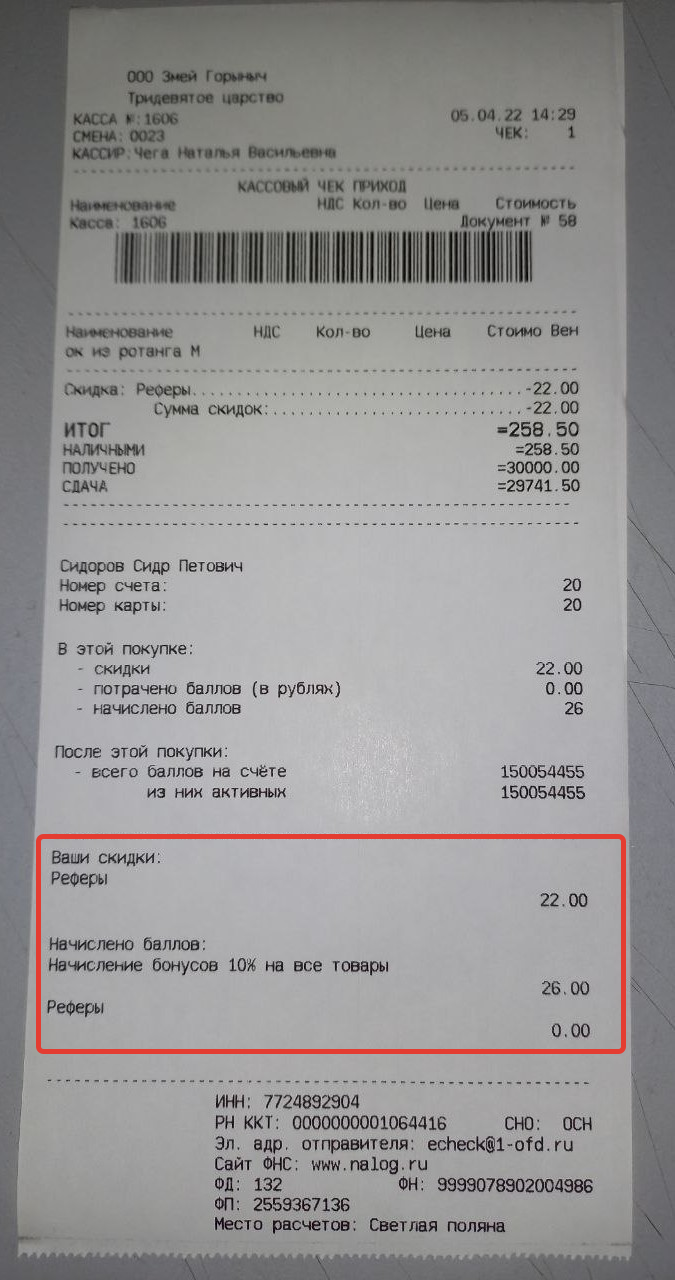 ООО Змей Горыныч
Тридевятое царство
КАССА №:1606 05.04.22 14:29
СМЕНА: 0023 ЧЕК: 1
КАССИР:Чега Наталья Васильевна
КАССОВЫЙ ЧЕК ПРИХОД
Наименование НДС Кол-во Цена Стоимость
Касса: 1606 Документ № 58
Наименование НДС Кол-во Цена Стоимо Вен
ок из ротанга М
Скидка: Реферы.................................-22.00
Сумма скидок:.........................-22.00
ИТОГ =258.50
НАЛИЧНЫМИ =258.50
ПОЛУЧЕНО =30000.00
СДАЧА =29741.50
Сидоров Сидр Петович
Номер счета: 20
Номер карты: 20
В этой покупке:
- скидки 22.00
- потрачено баллов (в рублях) 0.00
- начислено баллов 26
После этой покупки:
- всего баллов на счёте 150054455
из них активных 150054455
Ваши скидки:
Реферы
22.00
Начислено баллов:
Начисление бонусов 10% на все товары
26.00
Реферы
0.00
ИНН: 7724892904
РН ККТ: 0000000001064416 СНО: ОСН
Эл. адр. отправителя: echeck@1-ofd.ru
Сайт ФНС: www.nalog.ru
ФД: 132 ФН: 9999078902004986
ФП: 2559367136
Место расчетов: Светлая поляна